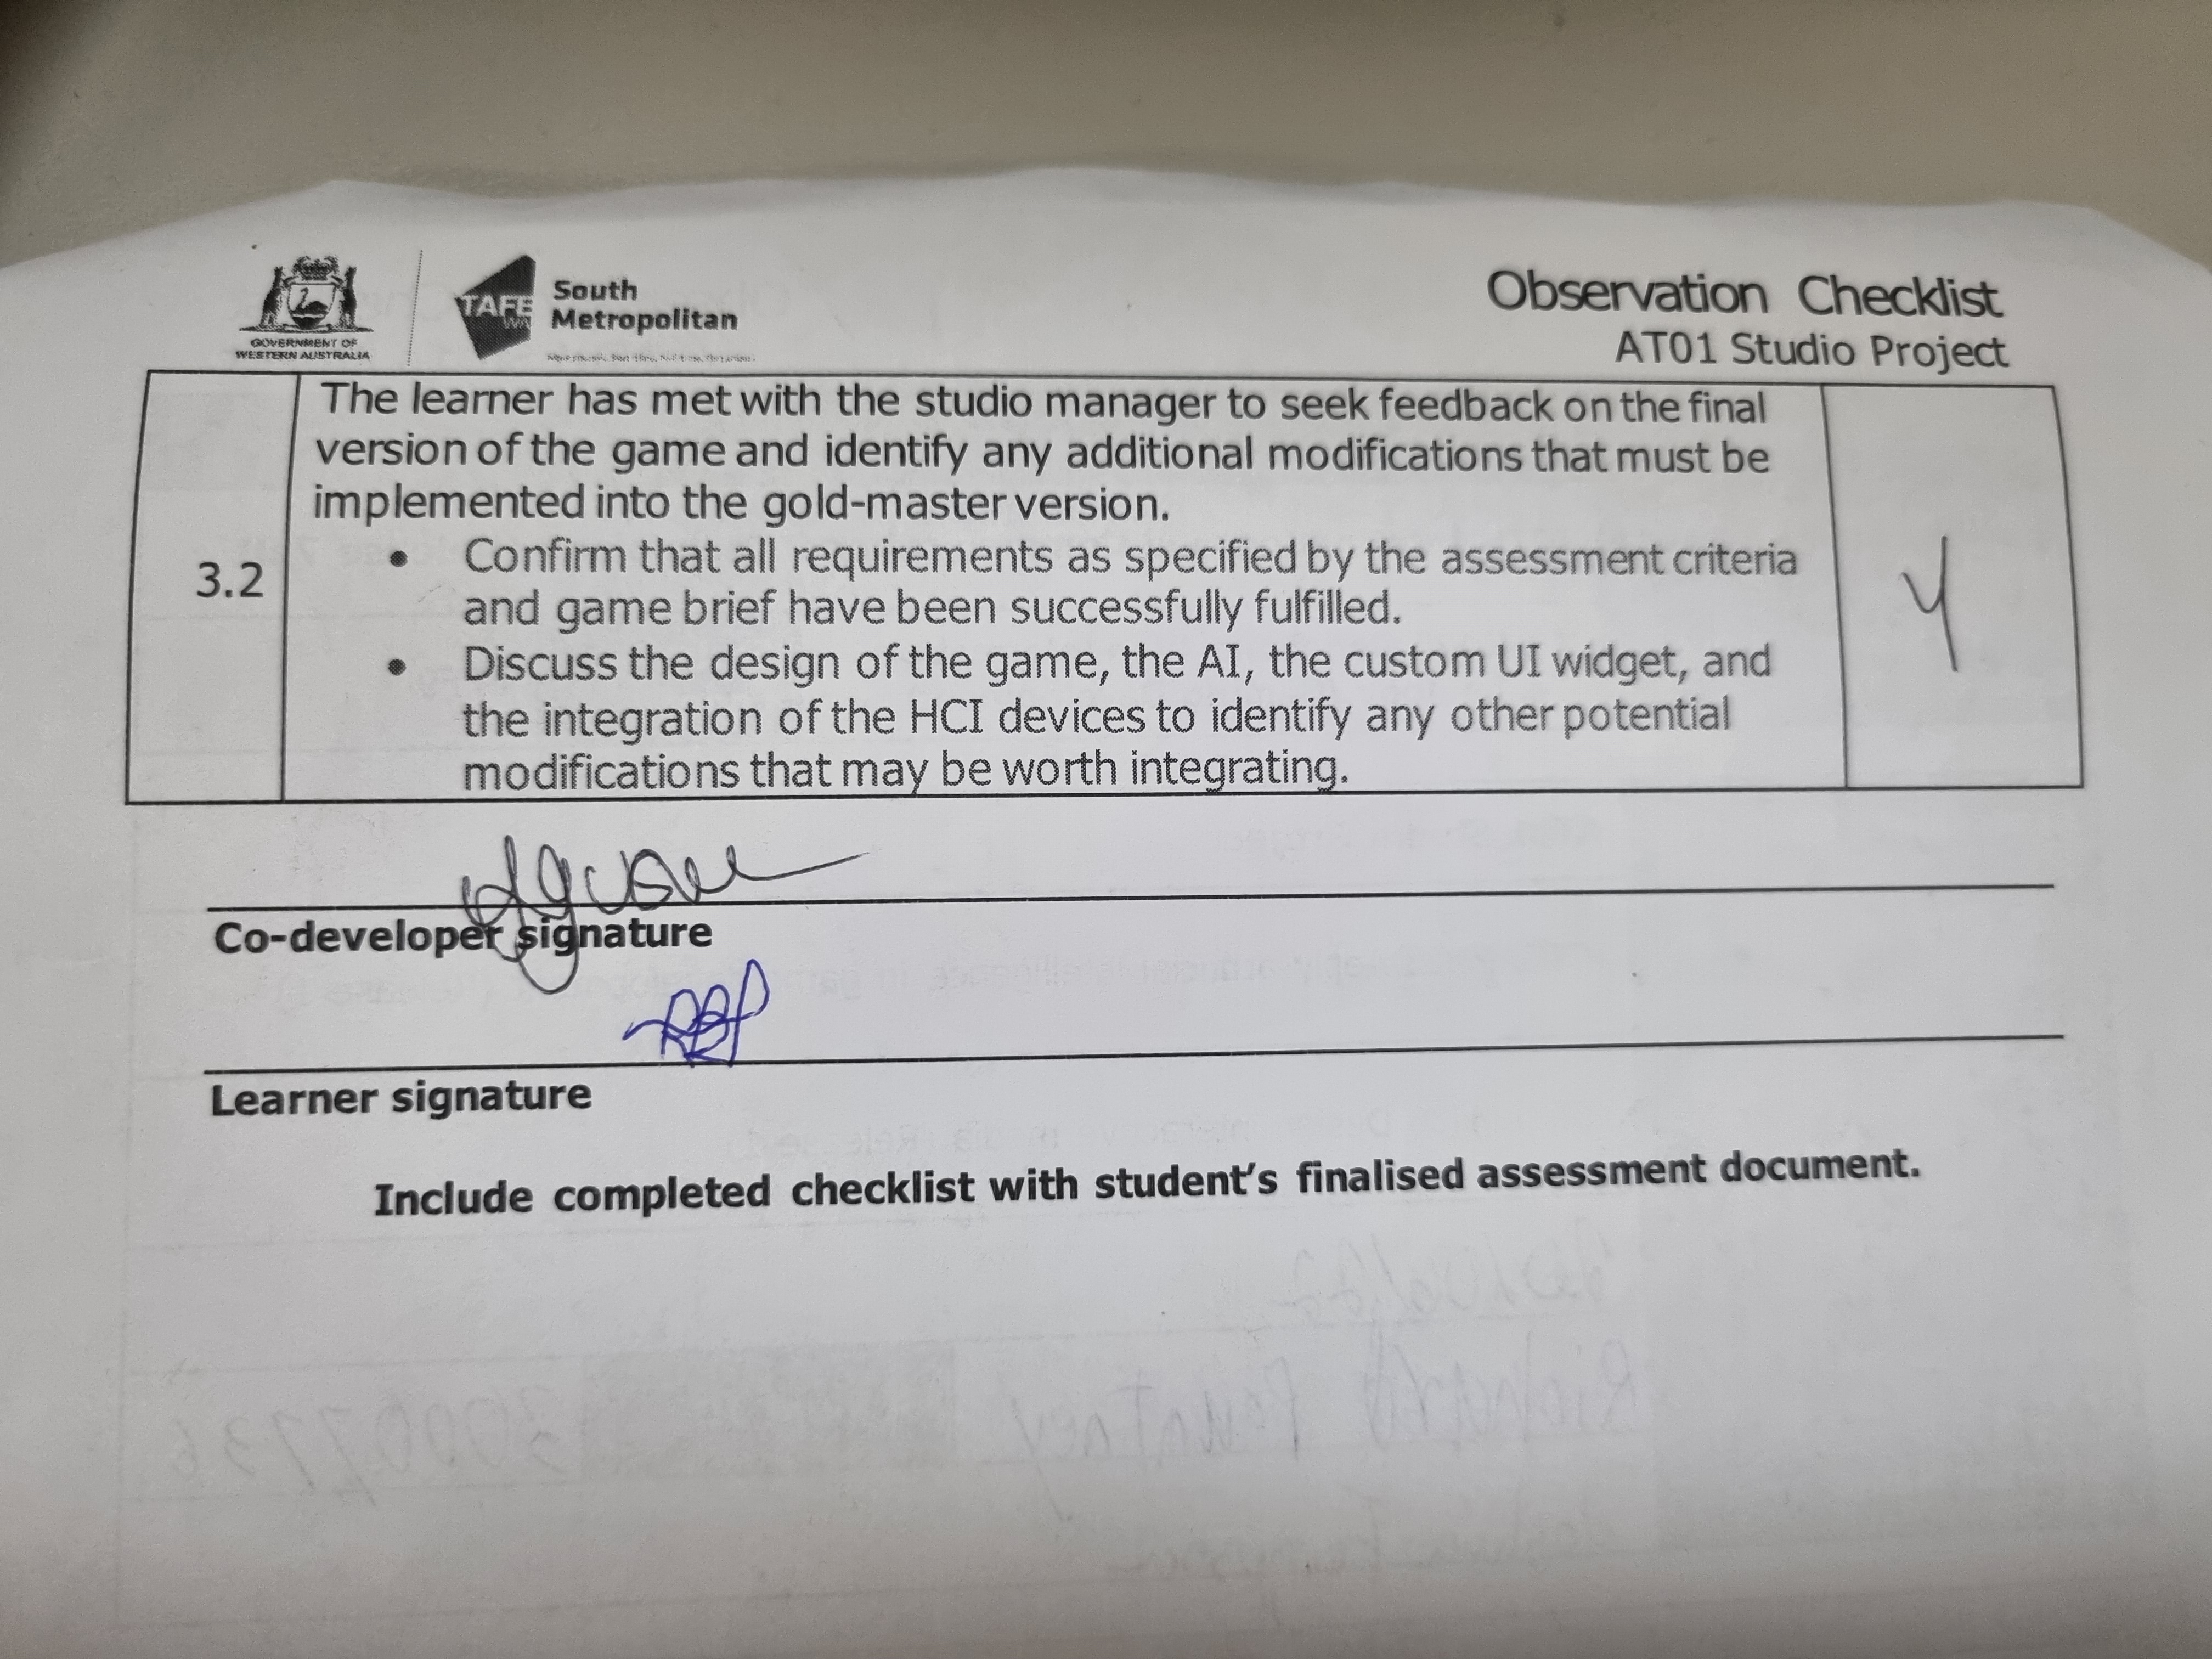 GOVERNMENT OF
WESTERN AUSTRALIA
TAFE
WA
South
Metropolitan
Observation Checklist
AT01 Studio Project
3.2
The learner has met with the studio manager to seek feedback on the final
version of the game and identify any additional modifications that must be
implemented into the gold-master version.
• Confirm that all requirements as specified by the assessment criteria
and game brief have been successfully fulfilled.
• Discuss the design of the game, the AI, the custom UI widget, and
the integration of the HCI devices to identify any other potential
modifications that may be worth integrating.
Y
Co-developer signature
Learner signature
Include completed checklist with student's finalised assessment document.